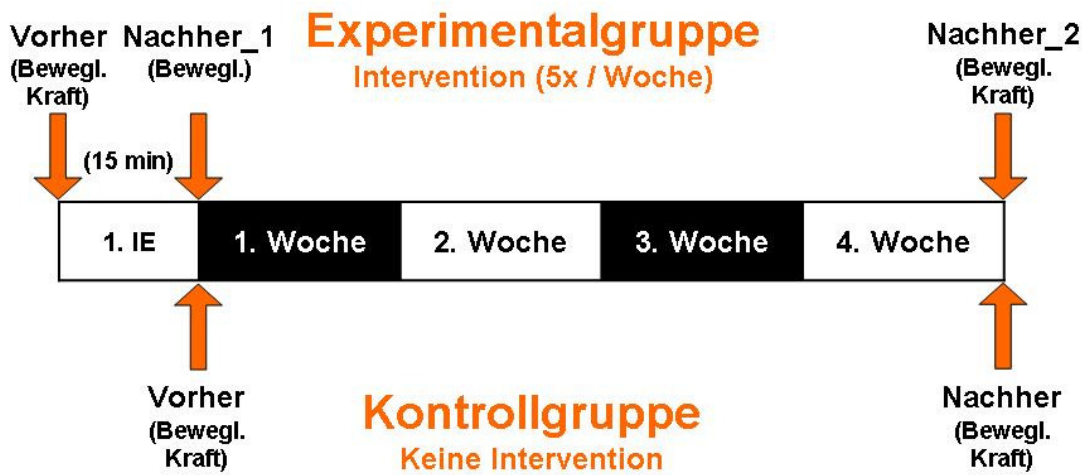 Vorher
(Bewegl.
Kraft)
Nachher_1
(Bewegl.)
Experimentalgruppe
Intervention (5x / Woche)
Nachher_2
(Bewegl.
Kraft)
(15 min)
1. IE
1. Woche
2. Woche
3. Woche
4. Woche
Vorher
(Bewegl.
Kraft)
Kontrollgruppe
Keine Intervention
Nachher
(Bewegl.
Kraft)